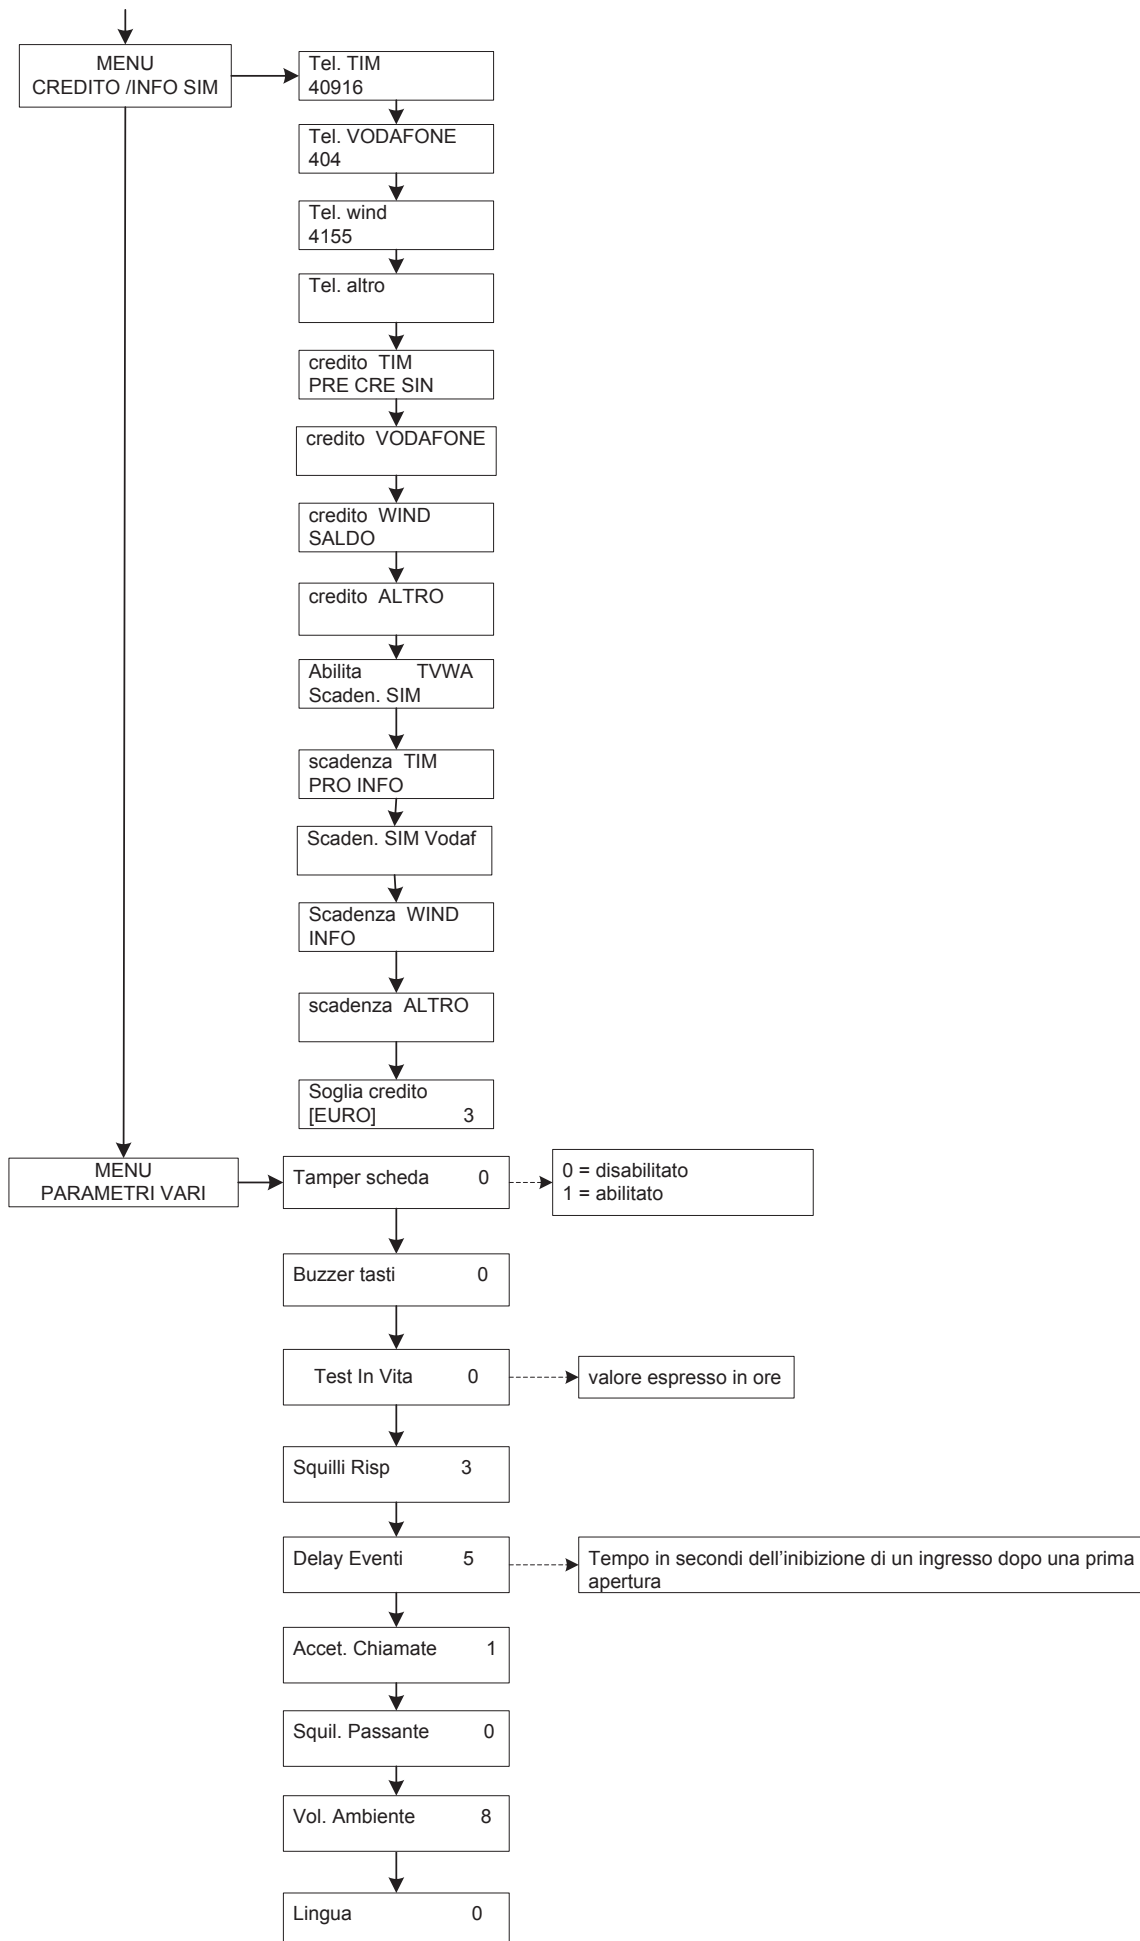 MENU
CREDITO /INFO SIM
Tel. TIM
40916
Tel. VODAFONE
404
Tel. wind
4155
Tel. altro
credito TIM
PRE CRE SIN
credito VODAFONE
credito WIND
SALDO
credito ALTRO
Abilita TVWA
Scaden. SIM
scadenza TIM
PRO INFO
Scaden. SIM Vodaf
Scadenza WIND
INFO
scadenza ALTRO
Soglia credito
[EURO] 3
MENU
PARAMETRI VARI
Tamper scheda 0
0 = disabilitato
1 = abilitato
Buzzer tasti 0
Test In Vita 0
valore espresso in ore
Squilli Risp 3
Delay Eventi 5
Tempo in secondi dell'inibizione di un ingresso dopo una prima
apertura
Accet. Chiamate 1
Squil. Passante 0
Vol. Ambiente 8
Lingua 0